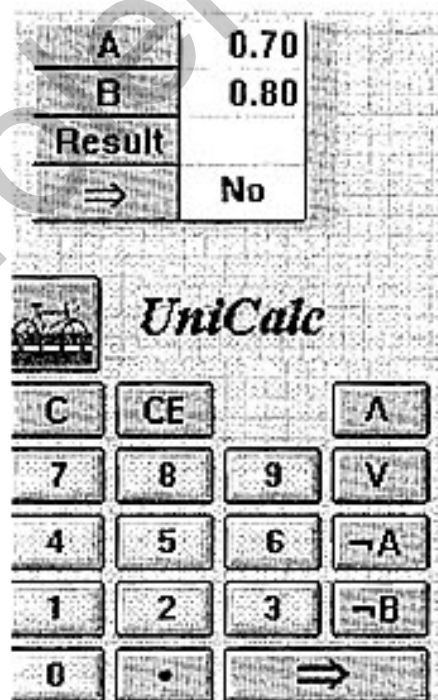 A 0.70
B 0.80
Result
⇒ No
UniCalc
C CE Λ
7 8 9 V
4 5 6 ¬A
1 2 3 ¬B
0 • ⇒